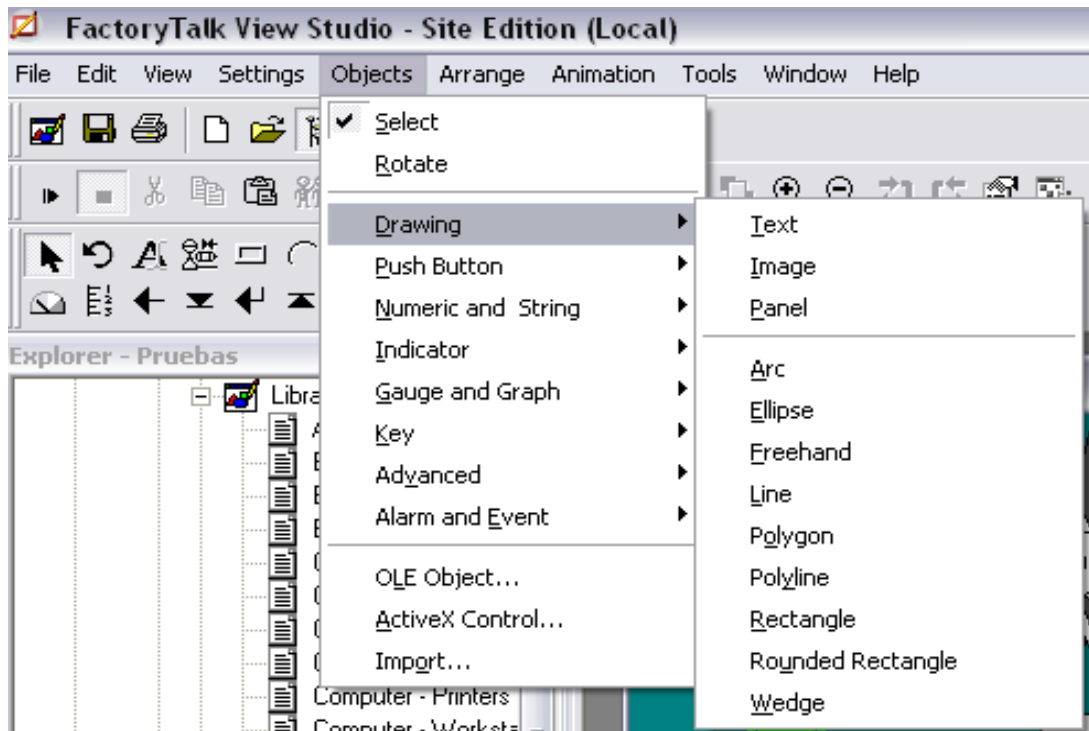 FactoryTalk View Studio - Site Edition (Local)
File Edit View Settings Objects Arrange Animation Tools Window Help
Select
Rotate
Drawing
Push Button
Numeric and String
Indicator
Gauge and Graph
Key
Advanced
Alarm and Event
OLE Object...
ActiveX Control...
Import...
Text
Image
Panel
Arc
Ellipse
Freehand
Line
Polygon
Polyline
Rectangle
Rounded Rectangle
Wedge
Explorer - Pruebas
Computer - Printers
Computer -